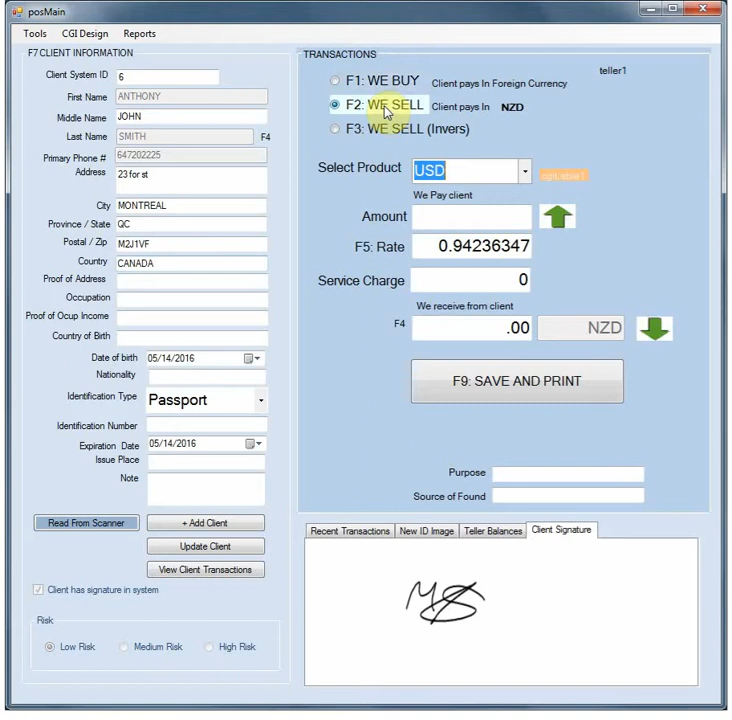 posMain
Tools CGI Design Reports
F7 CLIENT INFORMATION
Client System ID 6
First Name ANTHONY
Middle Name JOHN
Last Name SMITH F4
Primary Phone # 647202225
Address 23 for st
City MONTREAL
Province / State QC
Postal / Zip M2J1VF
Country CANADA
Proof of Address
Occupation
Proof of Ocup Income
Country of Birth
Date of birth 05/14/2016
Nationality
Identification Type Passport
Identification Number
Expiration Date 05/14/2016
Issue Place
Note
Read From Scanner + Add Client
Update Client
View Client Transactions
Client has signature in system
Risk
Low Risk Medium Risk High Risk
TRANSACTIONS
teller1
F1: WE BUY Client pays In Foreign Currency
F2: WE SELL Client pays In NZD
F3: WE SELL (Invers)
Select Product USD
We Pay client
Amount
F5: Rate 0.94236347
Service Charge 0
We receive from client
F4 .00 NZD
F9: SAVE AND PRINT
Purpose
Source of Found
Recent Transactions New ID Image Teller Balances Client Signature